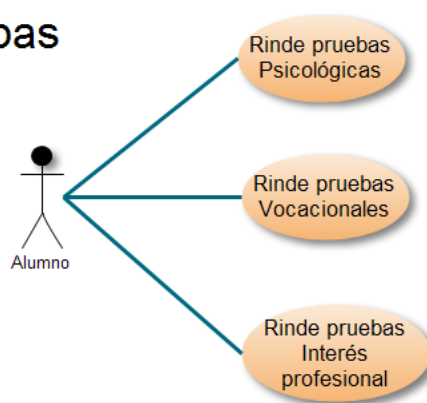 bas
Rinde pruebas
Psicológicas
Rinde pruebas
Vocacionales
Alumno
Rinde pruebas
Interés
profesional